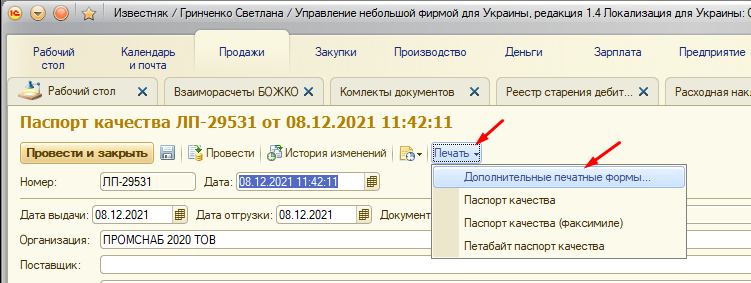 Известняк / Гринченко Светлана / Управление небольшой фирмой для Украины, редакция 1.4 Локализация для Украины:
Рабочий стол
Календарь и почта
Продажи
Закупки
Производство
Деньги
Зарплата
Предприятие
Рабочий стол
Взаиморасчеты БОЖКО
Комлекты документов
Реестр старения дебит...
Расходная накл
Паспорт качества ЛП-29531 от 08.12.2021 11:42:11
Провести и закрыть
Провести
История изменений
Печать
Номер: ЛП-29531 Дата: 08.12.2021 11:42:11
Дополнительные печатные формы...
Паспорт качества
Паспорт качества (факсимиле)
Петабайт паспорт качества
Дата выдачи: 08.12.2021 Дата отгрузки: 08.12.2021 Документ
Организация: ПРОМСНАБ 2020 ТОВ
Поставщик: